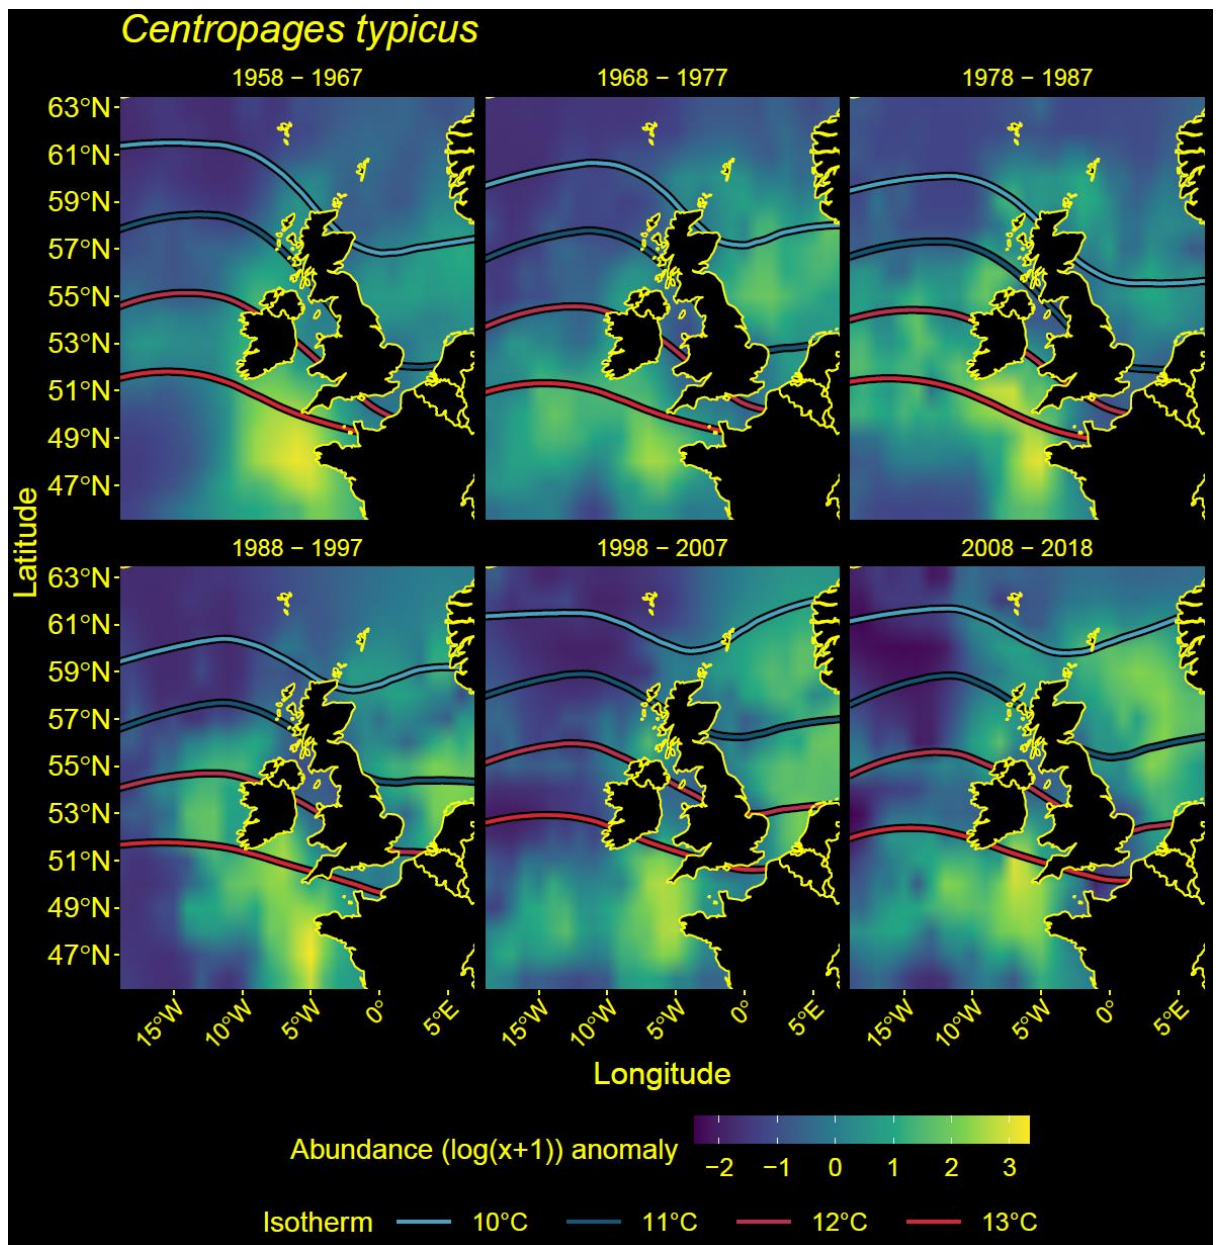 Centropages typicus
1958 − 1967
1968 − 1977
1978 − 1987
63°N
61°N
59°N
57°N
55°N
53°N
51°N
49°N
47°N
Latitude
1988 − 1997
1998 − 2007
2008 − 2018
63°N
61°N
59°N
57°N
55°N
53°N
51°N
49°N
47°N
15°W 10°W 5°W 0° 5°E
15°W 10°W 5°W 0° 5°E
15°W 10°W 5°W 0° 5°E
Longitude
Abundance (log(x+1)) anomaly
−2 −1 0 1 2 3
Isotherm 10°C 11°C 12°C 13°C